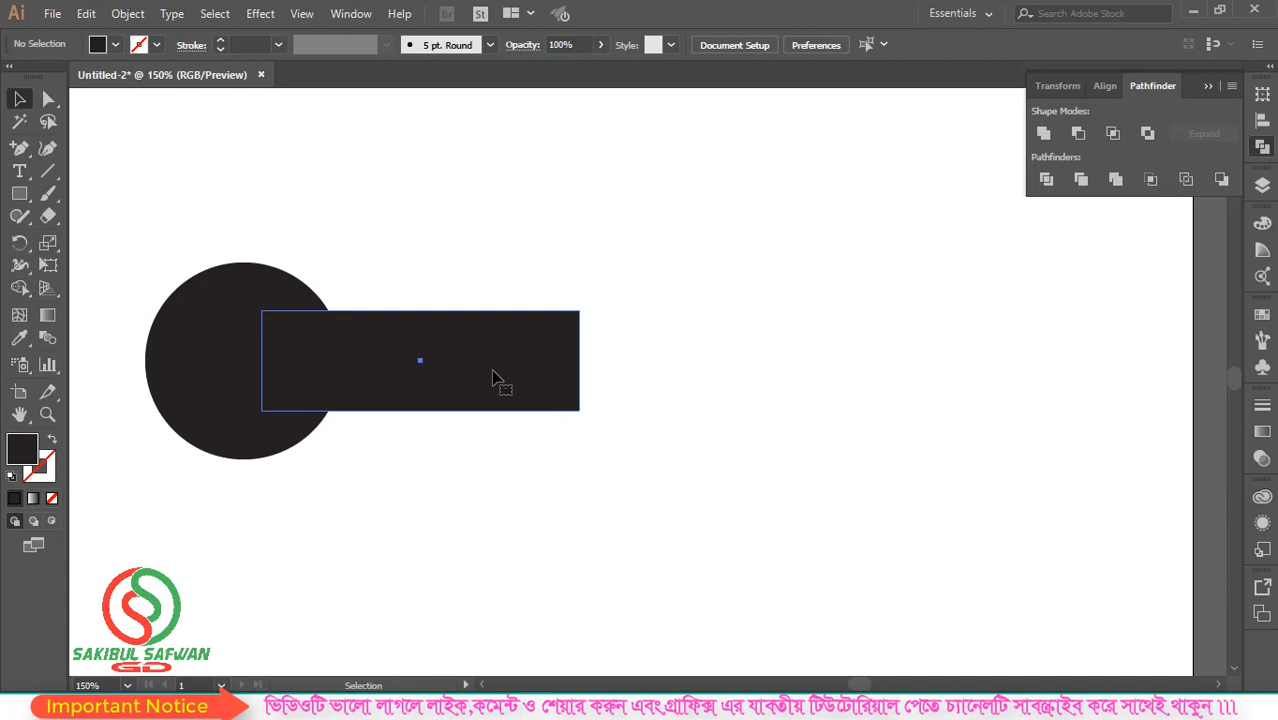 Ai File Edit Object Type Select Effect View Window Help Br St Essentials Search Adobe Stock
No Selection Stroke: 5 pt. Round Opacity: 100% Style: Document Setup Preferences
Untitled-2* @ 150% (RGB/Preview)
Transform Align Pathfinder
Shape Modes:
Expand
Pathfinders:
SAKIBUL SAFWAN
GD
150% 1 Selection
Important Notice ভিডিওটি ভালো লাগলে লাইক,কমেন্ট ও শেয়ার করুন এবং গ্রাফিক্স এর যাবতীয় টিউটোরিয়াল পেতে চ্যানেলটি সাবস্ক্রাইব করে সাথেই থাকুন !!!